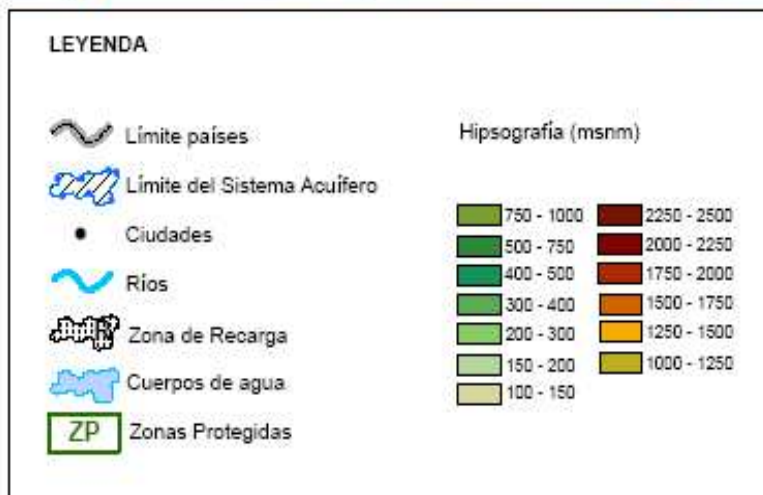 LEYENDA
Límite países
Límite del Sistema Acuífero
Ciudades
Ríos
Zona de Recarga
Cuerpos de agua
ZP Zonas Protegidas
Hipsografía (msnm)
750 - 1000
500 - 750
400 - 500
300 - 400
200 - 300
150 - 200
100 - 150
2250 - 2500
2000 - 2250
1750 - 2000
1500 - 1750
1250 - 1500
1000 - 1250